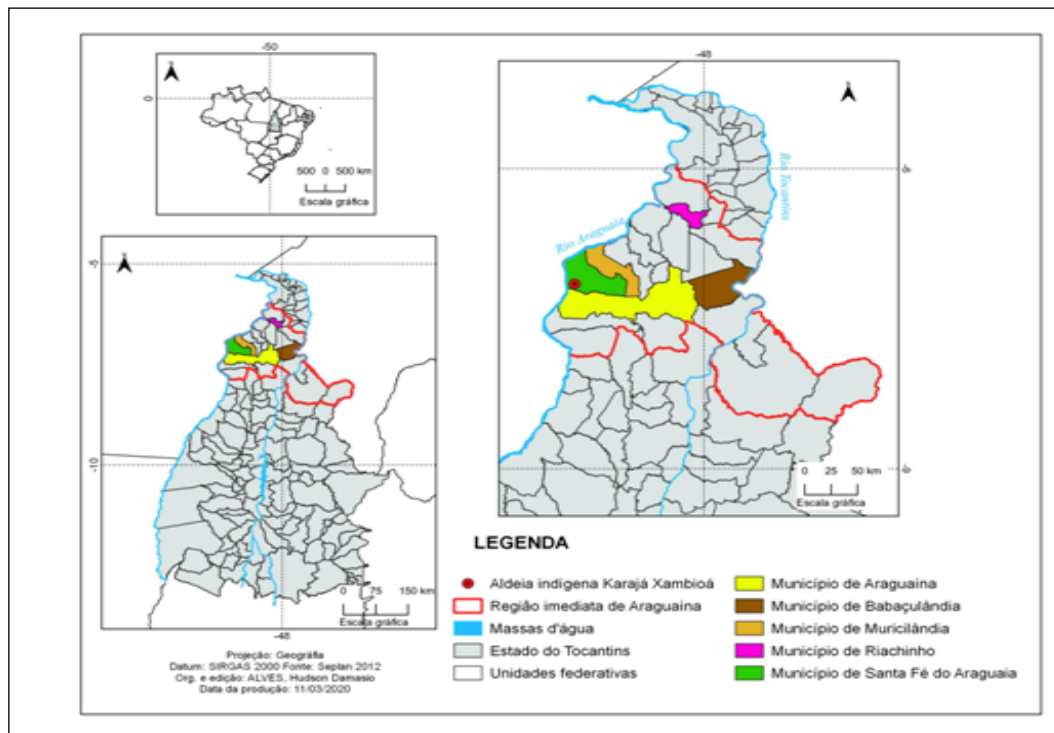 -50
0
500 0 500 km
Escala gráfica
-5
-10
0 75 150 km
Escala gráfica
-48
Projeção: Geográfia
Datum: SIRGAS 2000 Fonte: Seplan 2012
Org. e edição: ALVES, Hudson Damasio
Data da produção: 11/03/2020
-48
Rio Tocantins
Rio Araguaia
0 25 50 km
Escala gráfica
LEGENDA
Aldeia indígena Karajá Xambioá
Região imediata de Araguaína
Massas d'água
Estado do Tocantins
Unidades federativas
Município de Araguaína
Município de Babaçulândia
Município de Muricilândia
Município de Riachinho
Município de Santa Fé do Araguaia